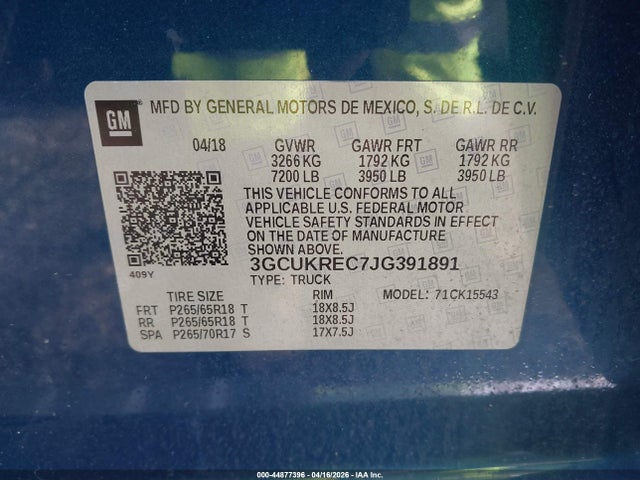 GM
MFD BY GENERAL MOTORS DE MEXICO, S. DE R.L. DE C.V.
04/18 GVWR GAWR FRT GAWR RR
3266 KG 1792 KG 1792 KG
7200 LB 3950 LB 3950 LB
THIS VEHICLE CONFORMS TO ALL
APPLICABLE U.S. FEDERAL MOTOR
VEHICLE SAFETY STANDARDS IN EFFECT
ON THE DATE OF MANUFACTURE
SHOWN ABOVE.
3GCUKREC7JG391891
409Y
TYPE: TRUCK MODEL: 71CK15543
TIRE SIZE RIM
FRT P265/65R18 T 18X8.5J
RR P265/65R18 T 18X8.5J
SPA P265/70R17 S 17X7.5J
000-44877396 - 04/16/2026 - IAA Inc.